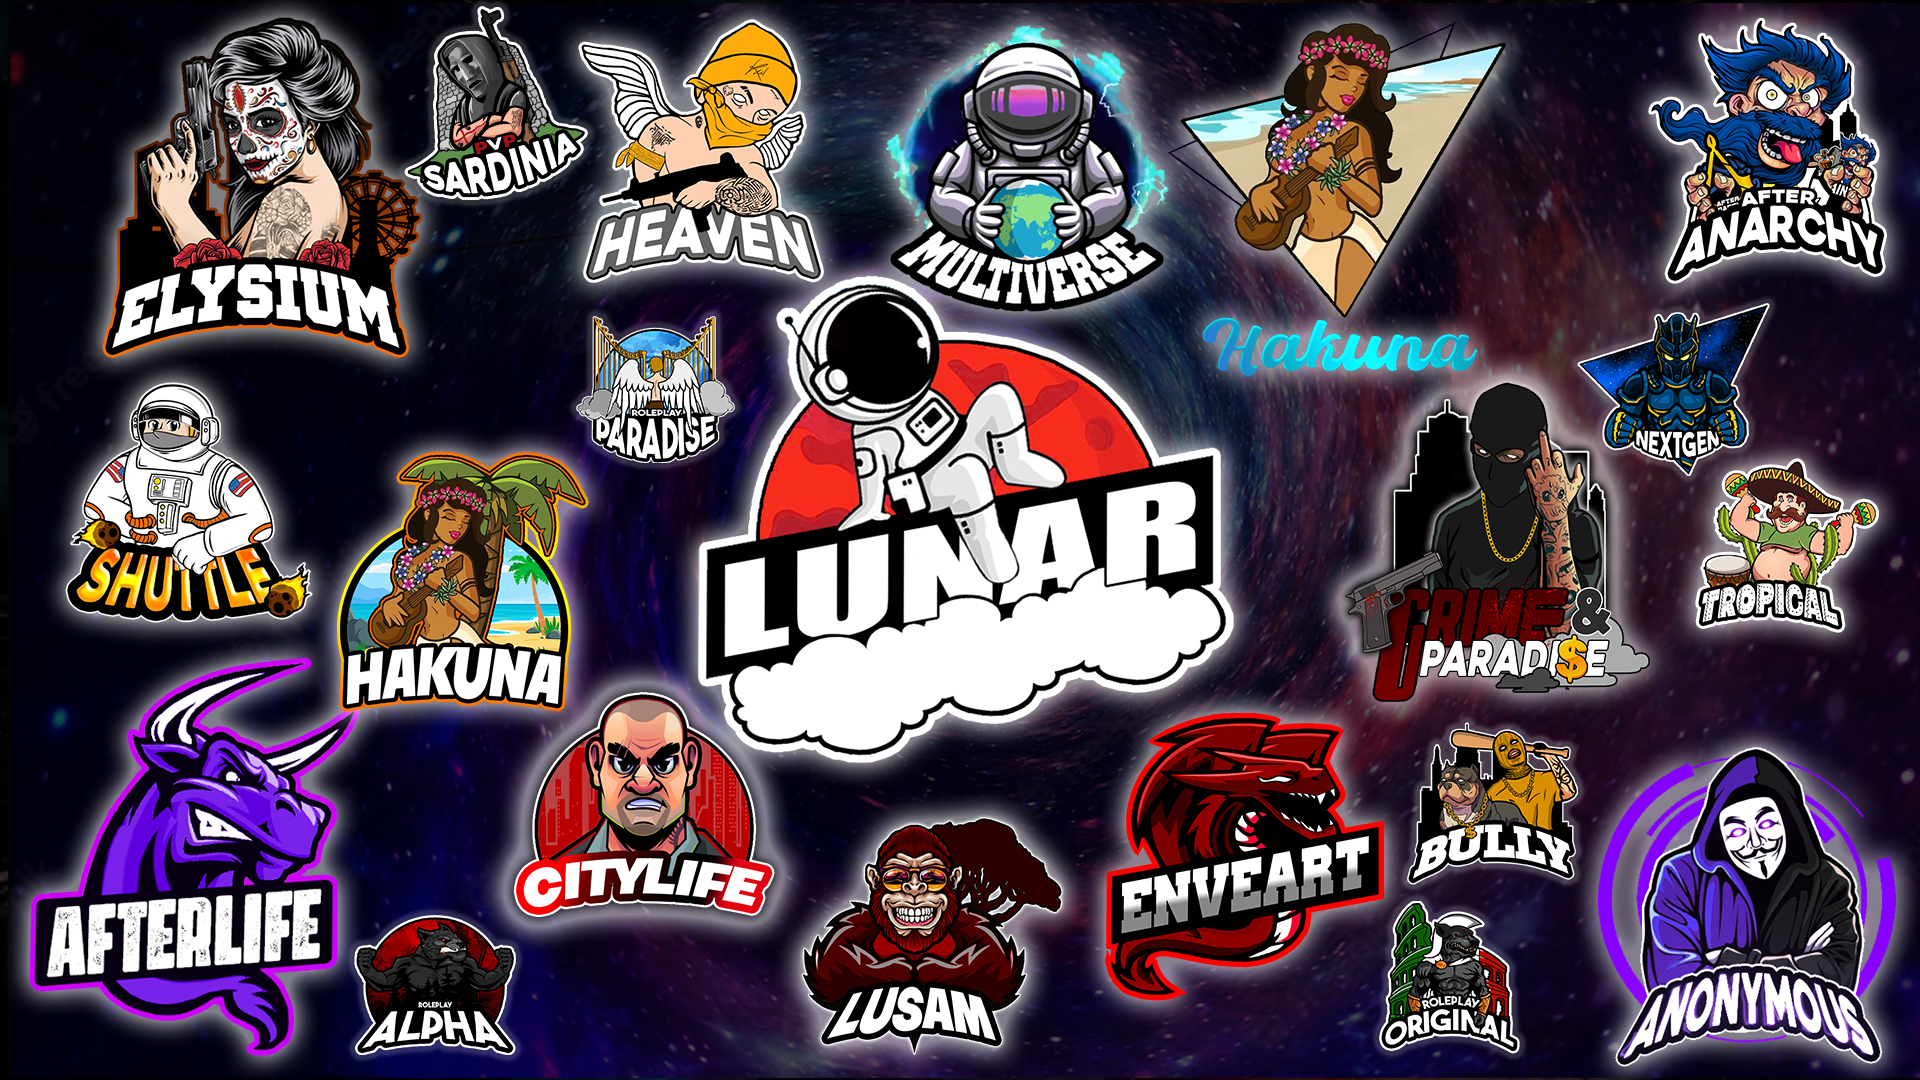 ELYSIUM
PVP
SARDINIA
HEAVEN
MULTIVERSE
Hakuna
AFTER
ANARCHY
ROLEPLAY
PARADISE
NEXTGEN
SHUTTLE
HAKUNA
LUNAR
CRIME &
PARADI$E
TROPICAL
AFTERLIFE
CITYLIFE
ENVEART
BULLY
ROLEPLAY
ALPHA
LUSAM
ROLEPLAY
ORIGINAL
ANONYMOUS